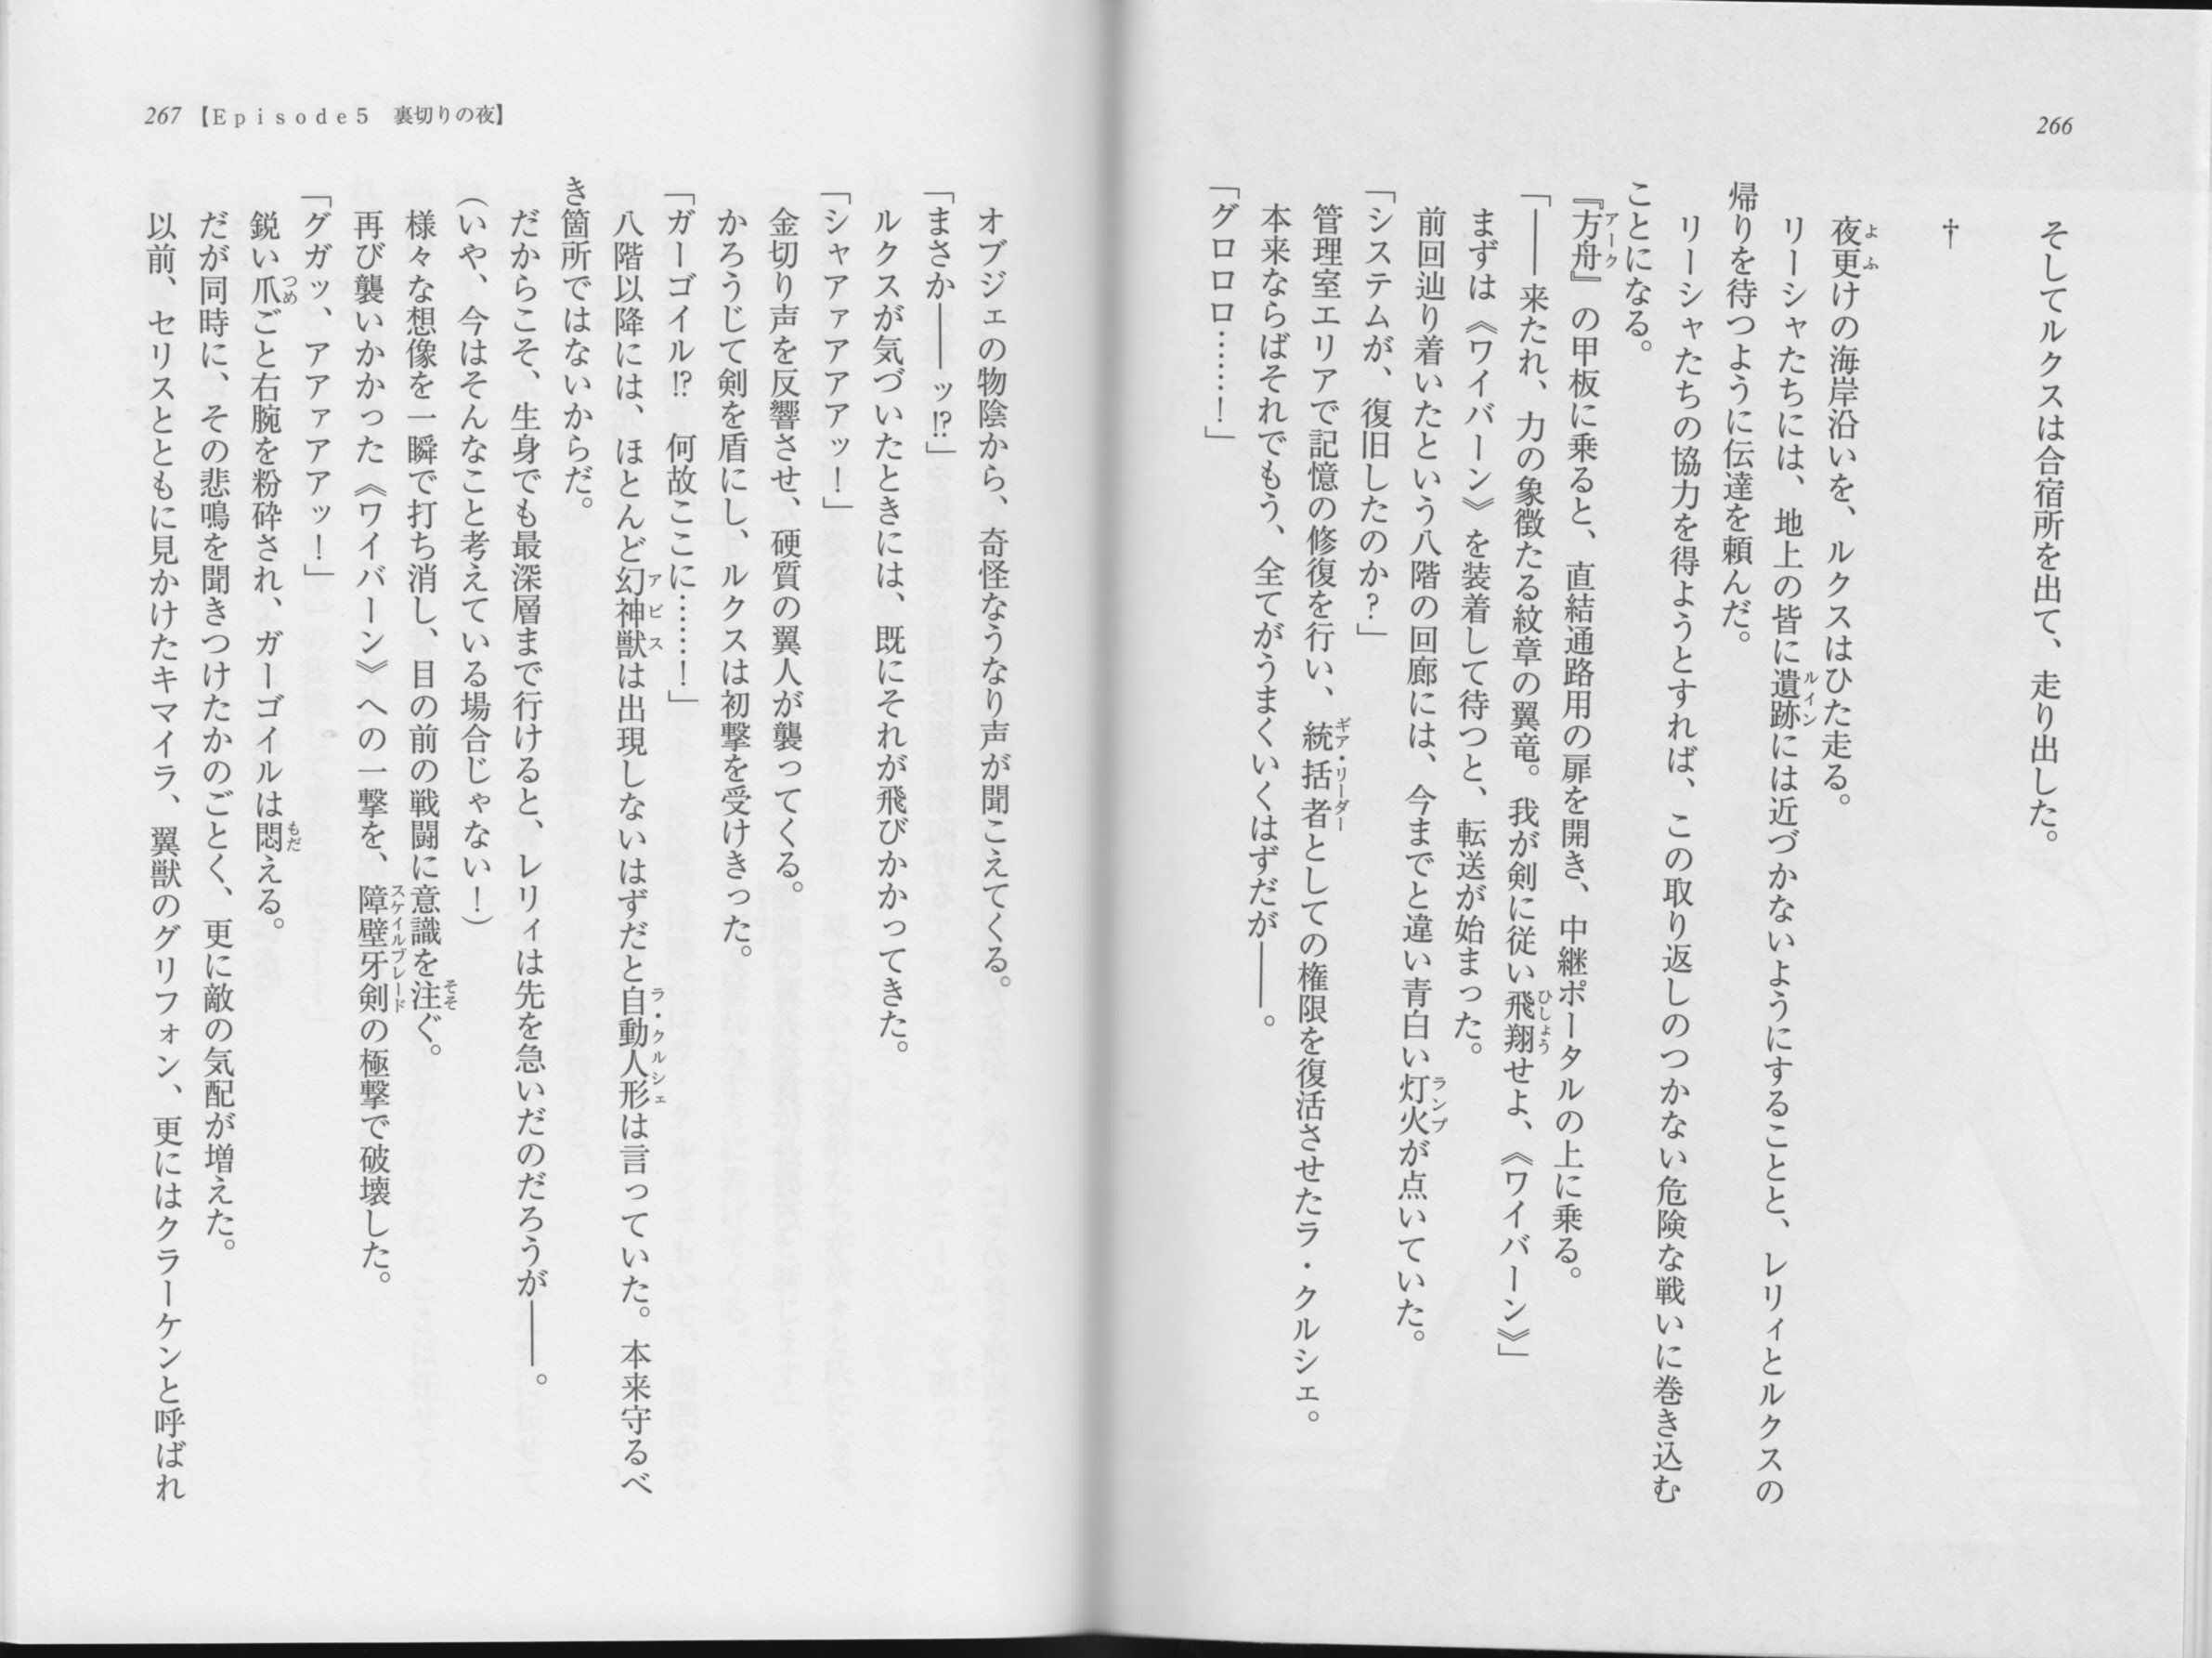 266
そしてルクスは合宿所を出て、走り出した。
†
夜更けの海岸沿いを、ルクスはひた走る。
リーシャたちには、地上の皆に遺跡には近づかないようにすることと、レリィとルクスの
帰りを待つように伝達を頼んだ。
リーシャたちの協力を得ようとすれば、この取り返しのつかない危険な戦いに巻き込む
ことになる。
『方舟』の甲板に乗ると、直結通路用の扉を開き、中継ポータルの上に乗る。
「――来たれ、力の象徴たる紋章の翼竜。我が剣に従い飛翔せよ、《ワイバーン》」
まずは《ワイバーン》を装着して待つと、転送が始まった。
前回辿り着いたという八階の回廊には、今までと違い青白い灯火が点いていた。
「システムが、復旧したのか？」
管理室エリアで記憶の修復を行い、統括者としての権限を復活させたラ・クルシェ。
本来ならばそれでもう、全てがうまくいくはずだが――。
「グロロロ……！」
267【Episode5　裏切りの夜】
オブジェの物陰から、奇怪なうなり声が聞こえてくる。
「まさか――ッ!?」
ルクスが気づいたときには、既にそれが飛びかかってきた。
「シャアァアアアッ！」
金切り声を反響させ、硬質の翼人が襲ってくる。
かろうじて剣を盾にし、ルクスは初撃を受けきった。
「ガーゴイル!?　何故ここに……！」
八階以降には、ほとんど幻神獣は出現しないはずだと自動人形は言っていた。本来守るべ
き箇所ではないからだ。
だからこそ、生身でも最深層まで行けると、レリィは先を急いだのだろうが――。
（いや、今はそんなこと考えている場合じゃない！）
様々な想像を一瞬で打ち消し、目の前の戦闘に意識を注ぐ。
再び襲いかかった《ワイバーン》への一撃を、障壁牙剣の極撃で破壊した。
「グガッ、アアァアアッ！」
鋭い爪ごと右腕を粉砕され、ガーゴイルは悶える。
だが同時に、その悲鳴を聞きつけたかのごとく、更に敵の気配が増えた。
以前、セリスとともに見かけたキマイラ、翼獣のグリフォン、更にはクラーケンと呼ばれ